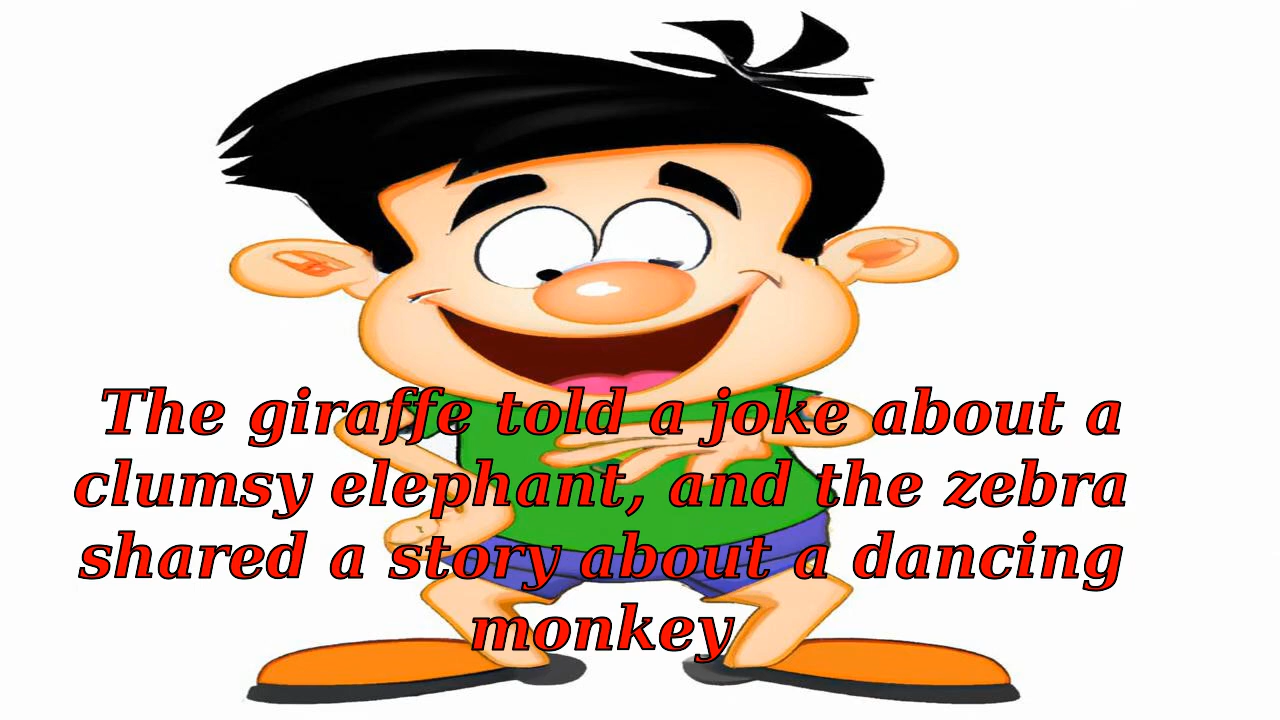 The giraffe told a joke about a
clumsy elephant, and the zebra
shared a story about a dancing
monkey